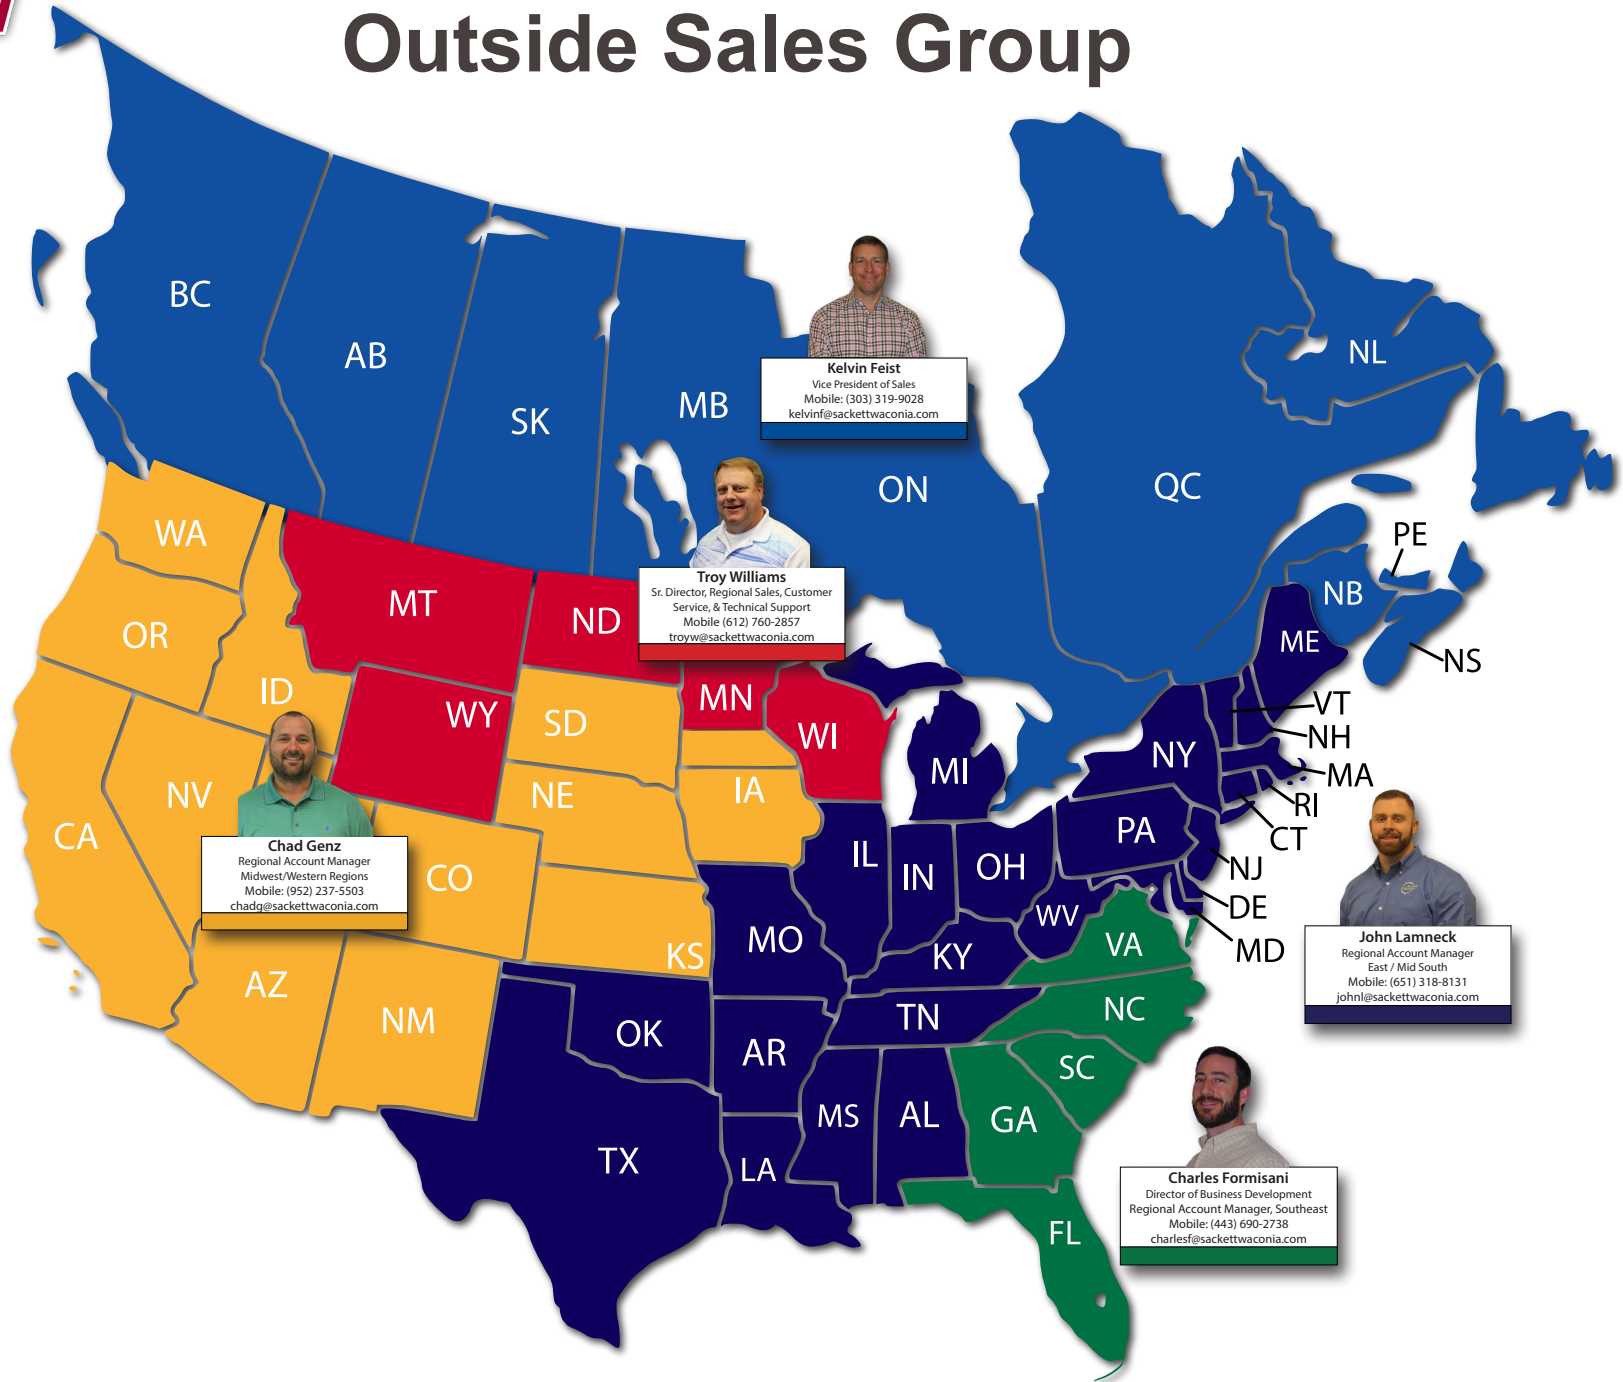 Outside Sales Group
BC
AB
SK
MB
ON
QC
NL
PE
NB
NS
Kelvin Feist
Vice President of Sales
Mobile: (303) 319-9028
kelvinf@sackettwaconia.com
Troy Williams
Sr. Director, Regional Sales, Customer
Service, & Technical Support
Mobile (612) 760-2857
troyw@sackettwaconia.com
WA
OR
ID
MT
ND
MN
WI
WY
SD
NE
IA
NV
CA
CO
KS
AZ
NM
Chad Genz
Regional Account Manager
Midwest/Western Regions
Mobile: (952) 237-5503
chadg@sackettwaconia.com
ME
VT
NH
MA
RI
CT
NJ
DE
MD
NY
PA
MI
IL
IN
OH
WV
VA
KY
MO
TN
NC
SC
OK
AR
TX
LA
MS
AL
GA
FL
John Lamneck
Regional Account Manager
East / Mid South
Mobile: (651) 318-8131
johnl@sackettwaconia.com
Charles Formisani
Director of Business Development
Regional Account Manager, Southeast
Mobile: (443) 690-2738
charlesf@sackettwaconia.com